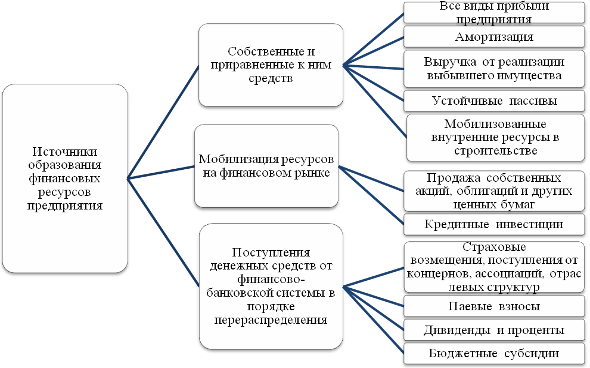 Источники
образования
финансовых
ресурсов
предприятия
Собственные и
приравненные к ним
средств
Все виды прибыли
предприятия
Амортизация
Выручка от реализации
выбывшего имущества
Устойчивые пассивы
Мобилизованные
внутренние ресурсы в
строительстве
Мобилизация ресурсов
на финансовом рынке
Продажа собственных
акций, облигаций и других
ценных бумаг
Кредитные инвестиции
Поступления
денежных средств от
финансово-
банковской системы в
порядке
перераспределения
Страховые
возмещения, поступления от
концернов, ассоциаций, отрас
левых структур
Паевые взносы
Дивиденды и проценты
Бюджетные субсидии